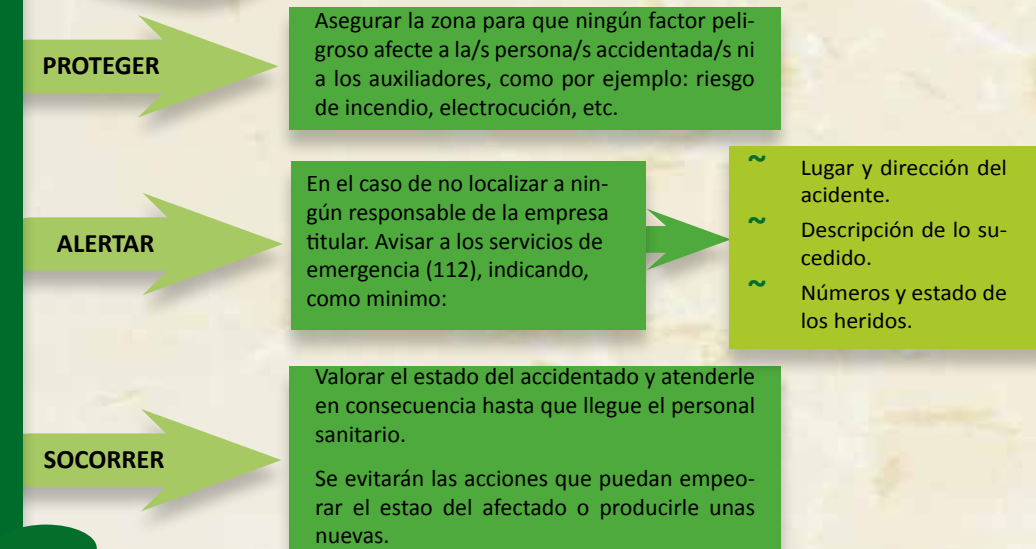 PROTEGER
Asegurar la zona para que ningún factor peli-
groso afecte a la/s persona/s accidentada/s ni
a los auxiliadores, como por ejemplo: riesgo
de incendio, electrocución, etc.
ALERTAR
En el caso de no localizar a nin-
gún responsable de la empresa
titular. Avisar a los servicios de
emergencia (112), indicando,
como minimo:
~ Lugar y dirección del
acidente.
~ Descripción de lo su-
cedido.
~ Números y estado de
los heridos.
SOCORRER
Valorar el estado del accidentado y atenderle
en consecuencia hasta que llegue el personal
sanitario.
Se evitarán las acciones que puedan empeo-
rar el estao del afectado o producirle unas
nuevas.